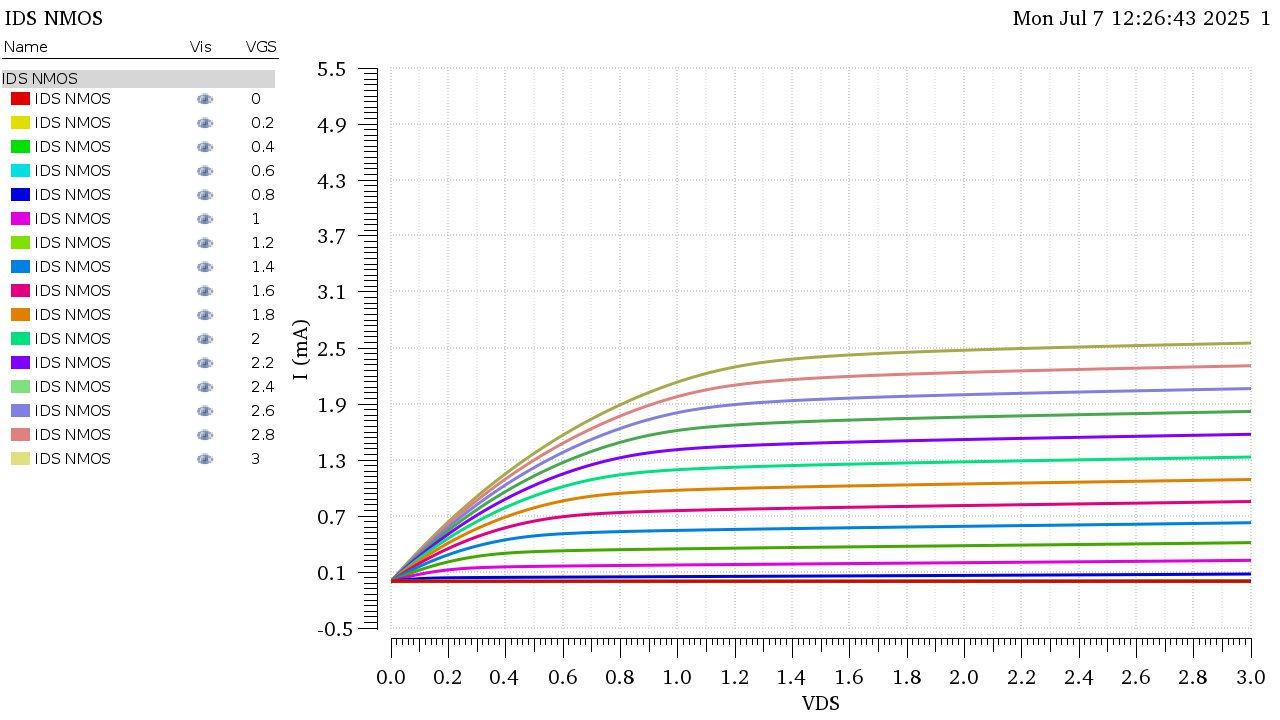 IDS NMOS
Mon Jul 7 12:26:43 2025 1
Name Vis VGS
IDS NMOS
IDS NMOS 0
IDS NMOS 0.2
IDS NMOS 0.4
IDS NMOS 0.6
IDS NMOS 0.8
IDS NMOS 1
IDS NMOS 1.2
IDS NMOS 1.4
IDS NMOS 1.6
IDS NMOS 1.8
IDS NMOS 2
IDS NMOS 2.2
IDS NMOS 2.4
IDS NMOS 2.6
IDS NMOS 2.8
IDS NMOS 3
5.5
4.9
4.3
3.7
3.1
2.5
1.9
1.3
0.7
0.1
-0.5
I (mA)
0.0 0.2 0.4 0.6 0.8 1.0 1.2 1.4 1.6 1.8 2.0 2.2 2.4 2.6 2.8 3.0
VDS